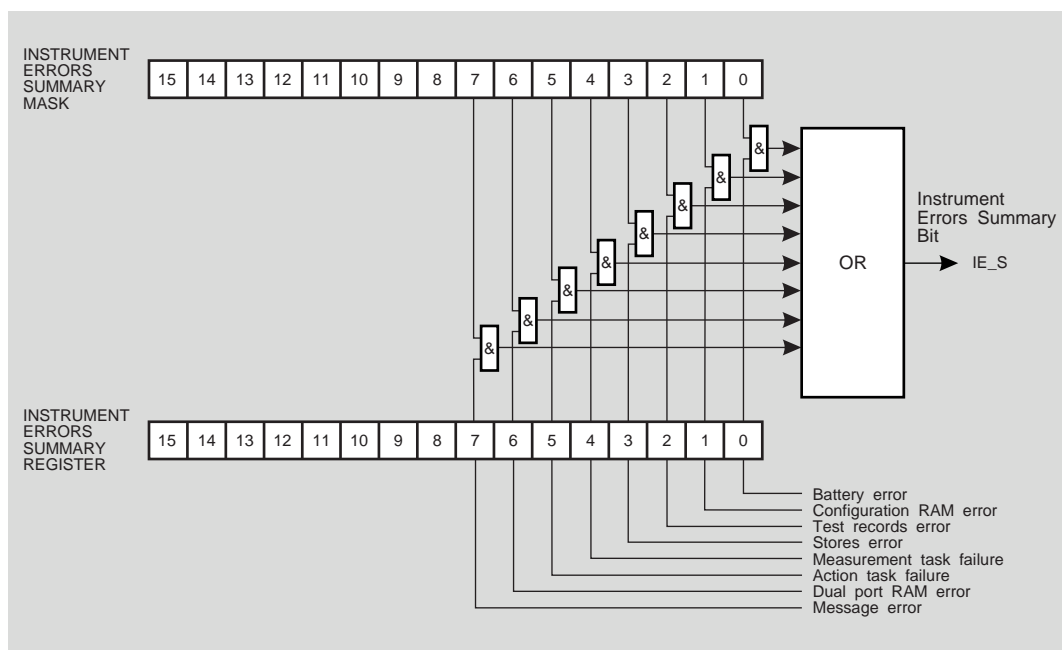 INSTRUMENT
ERRORS
SUMMARY
MASK
15 14 13 12 11 10 9 8 7 6 5 4 3 2 1 0
&
&
&
&
&
&
&
&
OR
Instrument
Errors Summary
Bit
IE_S
INSTRUMENT
ERRORS
SUMMARY
REGISTER
15 14 13 12 11 10 9 8 7 6 5 4 3 2 1 0
Battery error
Configuration RAM error
Test records error
Stores error
Measurement task failure
Action task failure
Dual port RAM error
Message error